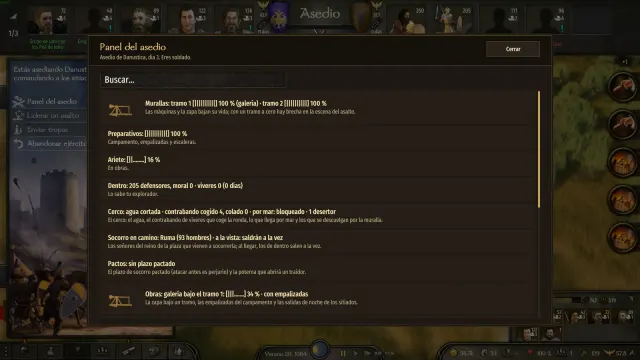 Asedio
1/3
Panel del asedio
Asedio de Danustica, día 3. Eres soldado.
Cerrar
Buscar...
Murallas: tramo 1 [||||||||||] 100 % (galería) · tramo 2 [||||||||||] 100 %
Las máquinas y la zapa bajan su vida; con un tramo a cero hay brecha en la escena del asalto.
Preparativos: [||||||||||] 100 %
Campamento, empalizadas y escaleras.
Ariete: [||........] 16 %
En obras.
Dentro: 205 defensores, moral 0 · víveres 0 (0 días)
Lo sabe tu explorador.
Cerco: agua cortada · contrabando cogido 4, colado 0 · por mar: bloqueado · 1 desertor
El cerco: el agua, el contrabando de víveres que coge la ronda, lo que llega por mar y los que se descuelgan por la muralla.
Socorro en camino: Ruma (93 hombres) · a la vista: saldrán a la vez
Los señores del reino de la plaza que vienen a socorrerla; al llegar, los de dentro salen a la vez.
Pactos: sin plazo pactado
El plazo de socorro pactado (atacar antes es perjurio) y la poterna que abriría un traidor.
Obras: galería bajo el tramo 1: [|||.......] 34 % · con empalizadas
La zapa bajo un tramo, las empalizadas del campamento y las salidas de noche de los sitiados.
Panel del asedio
Liderar un asalto
Enviar tropas
Abandonar ejército